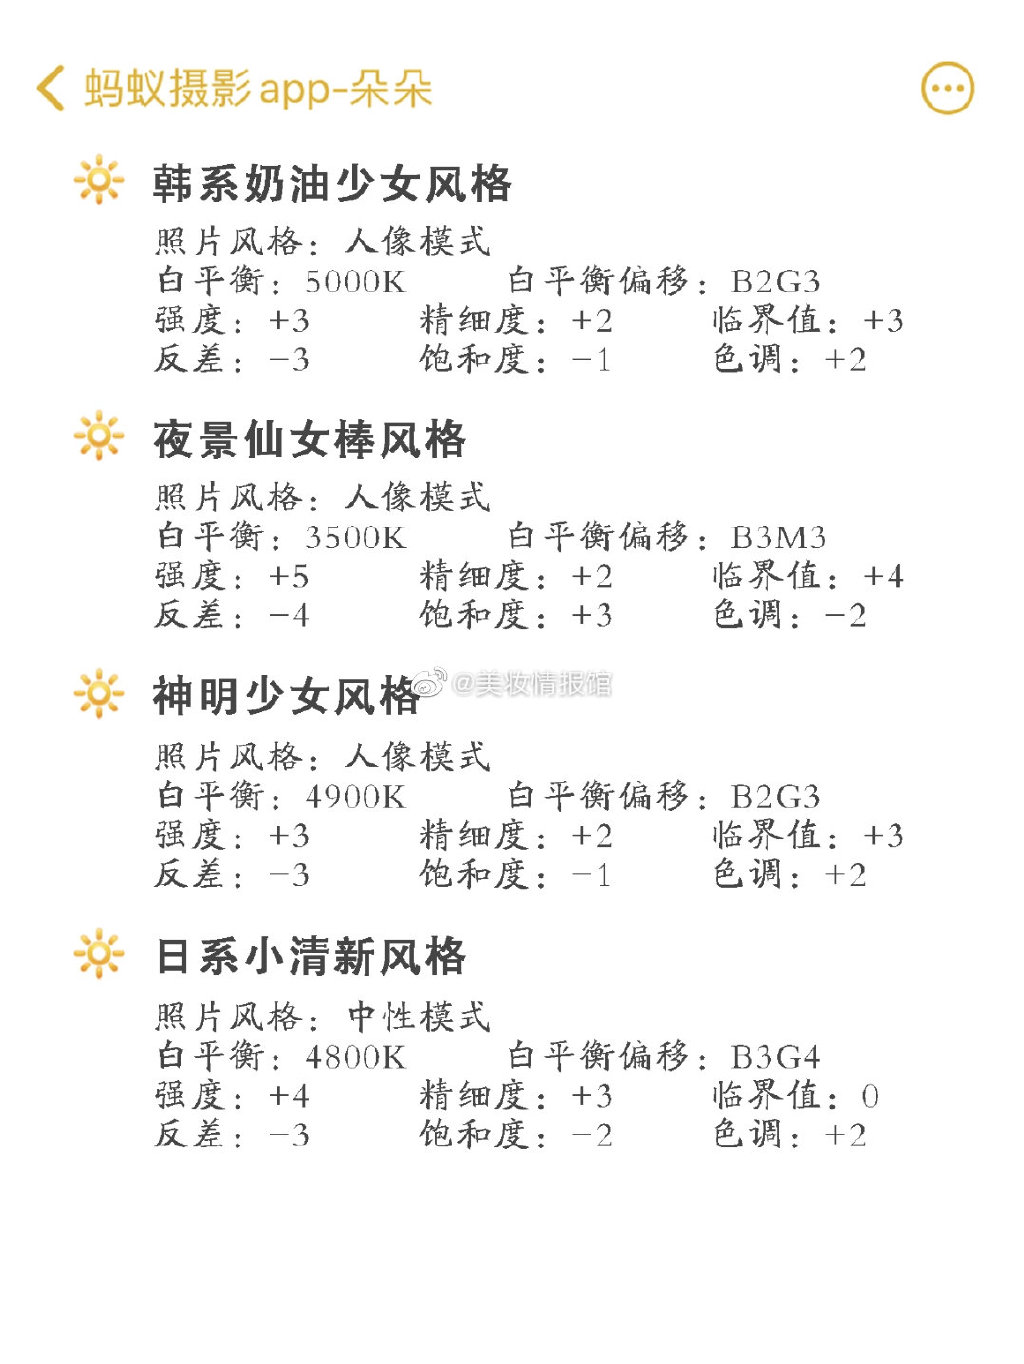 蚂蚁摄影app-朵朵
韩系奶油少女风格
照片风格：人像模式
白平衡：5000K 白平衡偏移：B2G3
强度：+3 精细度：+2 临界值：+3
反差：-3 饱和度：-1 色调：+2
夜景仙女棒风格
照片风格：人像模式
白平衡：3500K 白平衡偏移：B3M3
强度：+5 精细度：+2 临界值：+4
反差：-4 饱和度：+3 色调：-2
神明少女风格
@美妆情报馆
照片风格：人像模式
白平衡：4900K 白平衡偏移：B2G3
强度：+3 精细度：+2 临界值：+3
反差：-3 饱和度：-1 色调：+2
日系小清新风格
照片风格：中性模式
白平衡：4800K 白平衡偏移：B3G4
强度：+4 精细度：+3 临界值：0
反差：-3 饱和度：-2 色调：+2